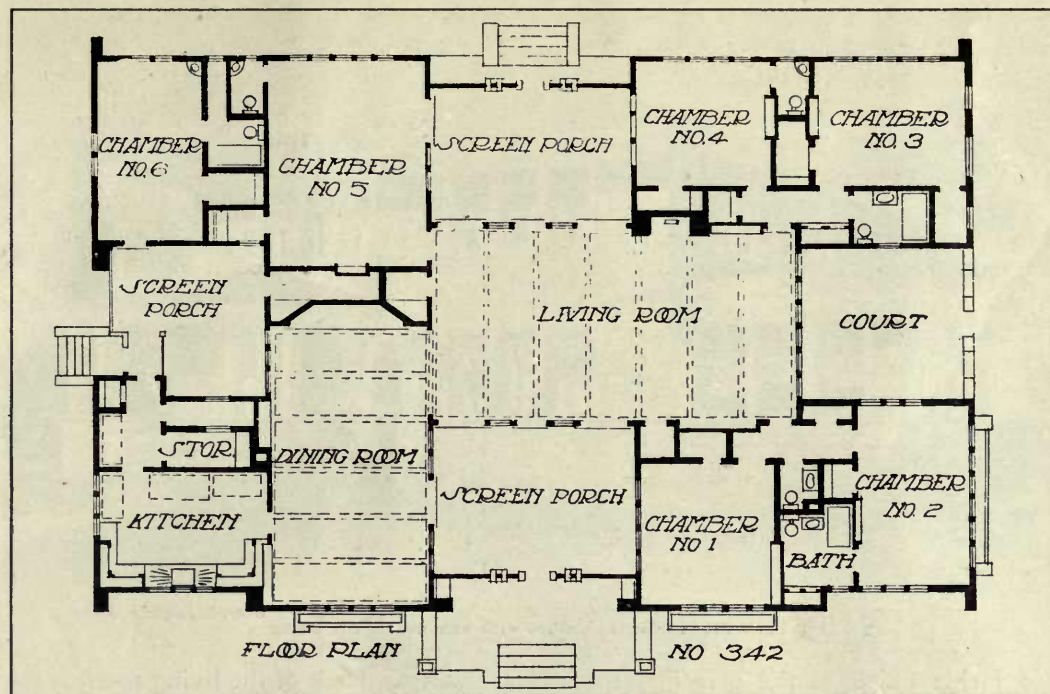 CHAMBER
NO. 6
CHAMBER
NO 5
SCREEN PORCH
CHAMBER
NO. 4
CHAMBER
NO. 3
SCREEN
PORCH
LIVING ROOM
COURT
STOR.
DINING ROOM
KITCHEN
SCREEN PORCH
CHAMBER
NO 1
BATH
CHAMBER
NO. 2
FLOOR PLAN
NO 342